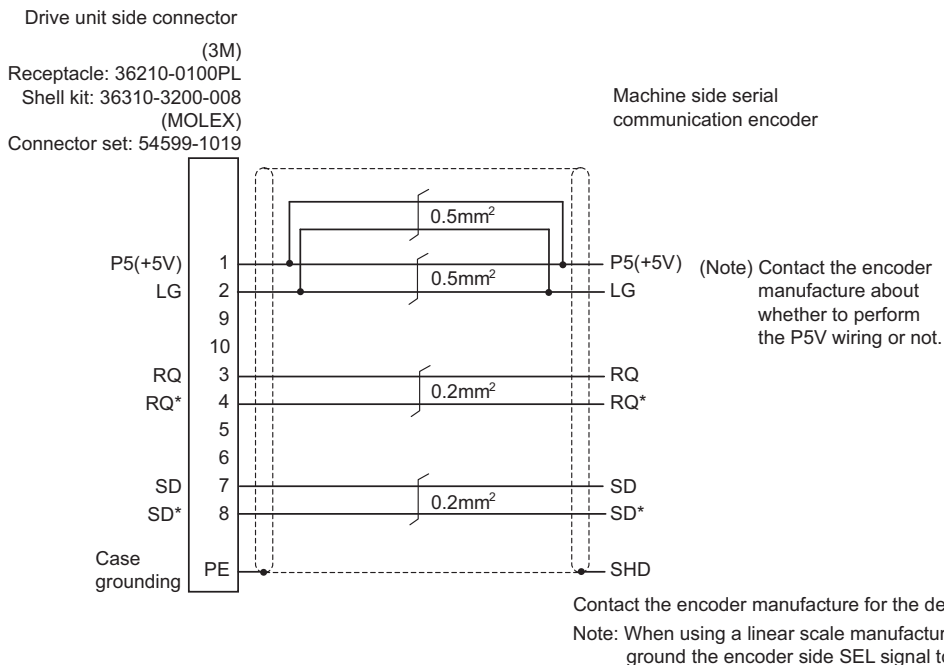 Drive unit side connector
(3M)
Receptacle: 36210-0100PL
Shell kit: 36310-3200-008
(MOLEX)
Connector set: 54599-1019
Machine side serial
communication encoder
0.5mm²
P5(+5V) 1 0.5mm² P5(+5V)
LG 2 LG
(Note) Contact the encoder
manufacture about
whether to perform
the P5V wiring or not.
9
10
RQ 3 RQ
0.2mm²
RQ* 4 RQ*
5
6
SD 7 SD
0.2mm²
SD* 8 SD*
Case
grounding
PE SHD
Contact the encoder manufacture for the
Note: When using a linear scale
ground the encoder side SEL signal